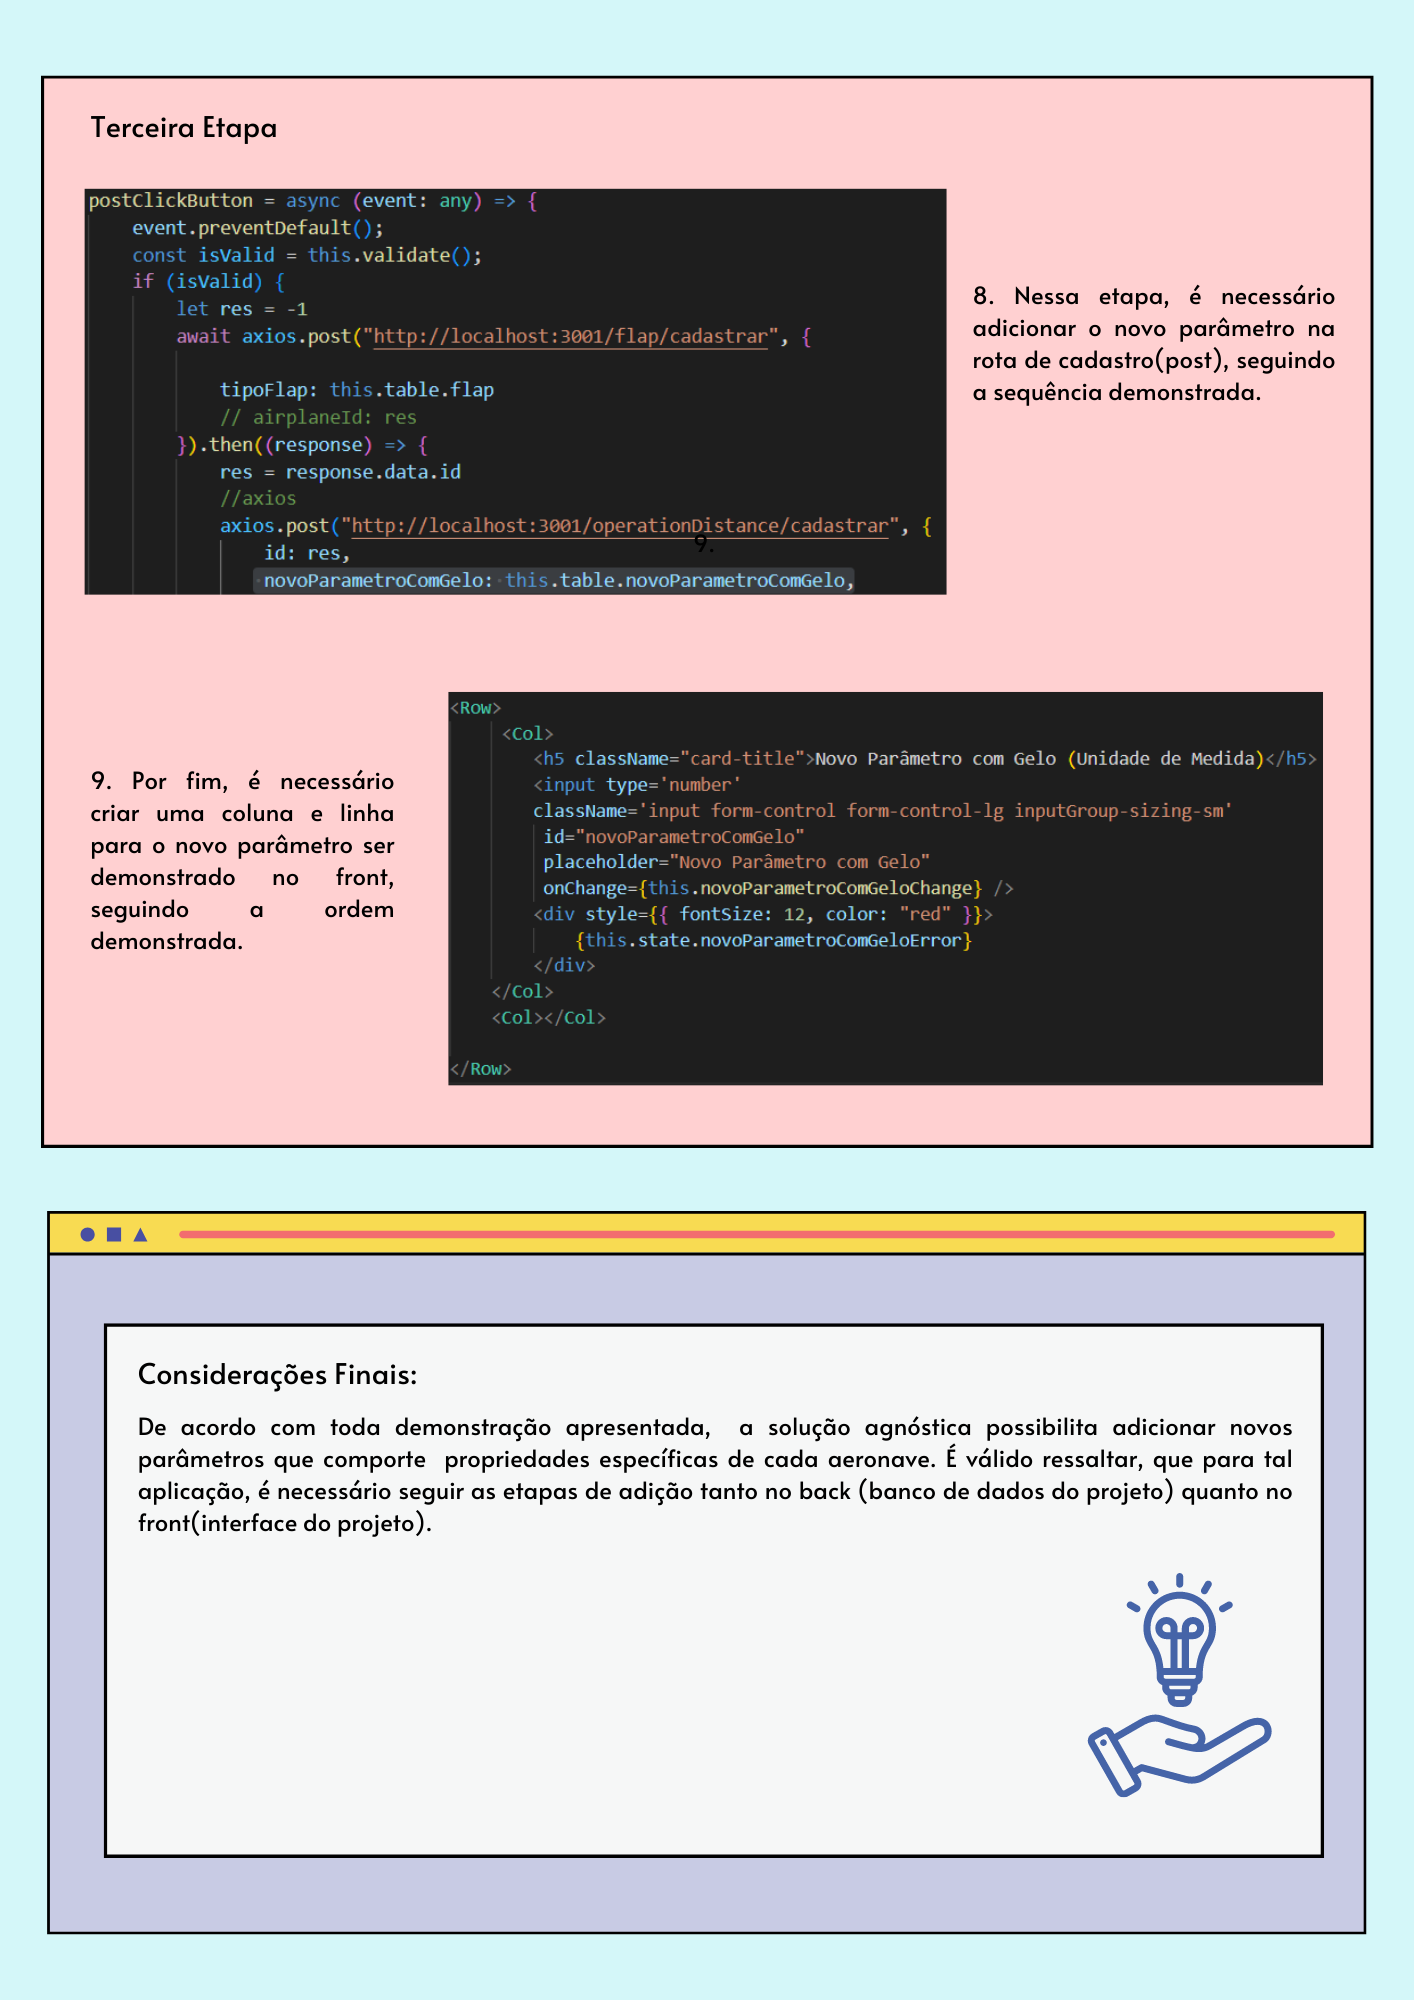 Terceira Etapa
postClickButton = async (event: any) => {
event.preventDefault();
const isValid = this.validate();
if (isValid) {
let res = -1
await axios.post("http://localhost:3001/flap/cadastrar", {
tipoFlap: this.table.flap
// airplaneId: res
}).then((response) => {
res = response.data.id
//axios
axios.post("http://localhost:3001/operationDistance/cadastrar", {
9.
id: res,
novoParametroComGelo: this.table.novoParametroComGelo,
8. Nessa etapa, é necessário
adicionar o novo parâmetro na
rota de cadastro(post), seguindo
a sequência demonstrada.
9. Por fim, é necessário
criar uma coluna e linha
para o novo parâmetro ser
demonstrado no front,
seguindo a ordem
demonstrada.
<Row>
<Col>
<h5 className="card-title">Novo Parâmetro com Gelo (Unidade de Medida)</h5>
<input type='number'
className='input form-control form-control-lg inputGroup-sizing-sm'
id="novoParametroComGelo"
placeholder="Novo Parâmetro com Gelo"
onChange={this.novoParametroComGeloChange} />
<div style={{ fontSize: 12, color: "red" }}>
{this.state.novoParametroComGeloError}
</div>
</Col>
<Col></Col>
</Row>
Considerações Finais:
De acordo com toda demonstração apresentada, a solução agnóstica possibilita adicionar novos
parâmetros que comporte propriedades específicas de cada aeronave. É válido ressaltar, que para tal
aplicação, é necessário seguir as etapas de adição tanto no back (banco de dados do projeto) quanto no
front(interface do projeto).